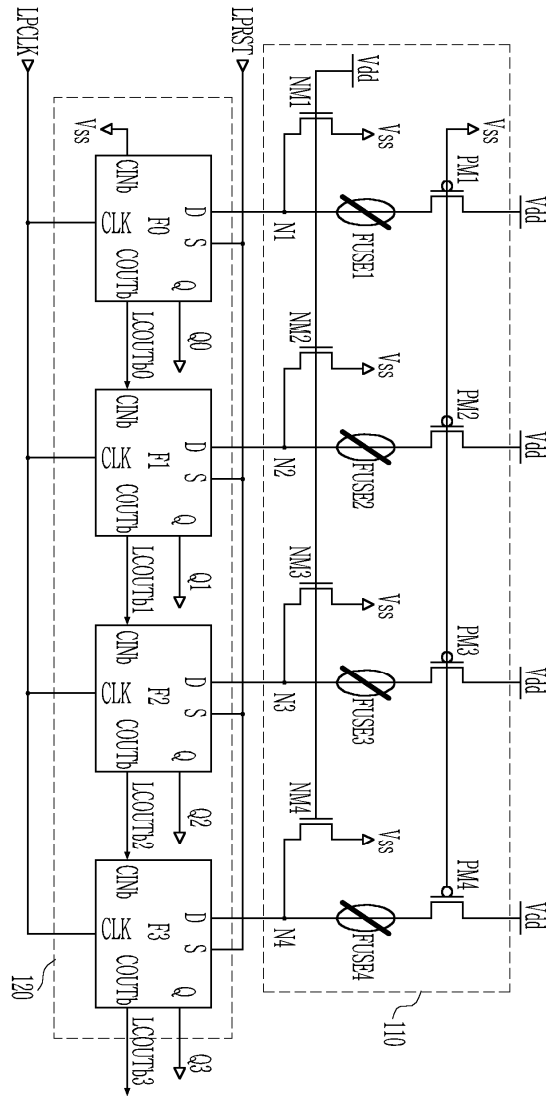 Vdd
Vdd
Vdd
Vdd
PM1
PM2
PM3
PM4
Vss
FUSE1
FUSE2
FUSE3
FUSE4
110
Vss
Vss
Vss
Vss
Vdd
NM1
NM2
NM3
NM4
N1
N2
N3
N4
LPRST
D S Q
D S Q
D S Q
D S Q
Q0
Q1
Q2
Q3
F0
F1
F2
F3
Vss
CINb CLK COUTb
LCOUTb0
CINb CLK COUTb
LCOUTb1
CINb CLK COUTb
LCOUTb2
CINb CLK COUTb
LCOUTb3
120
LPCLK